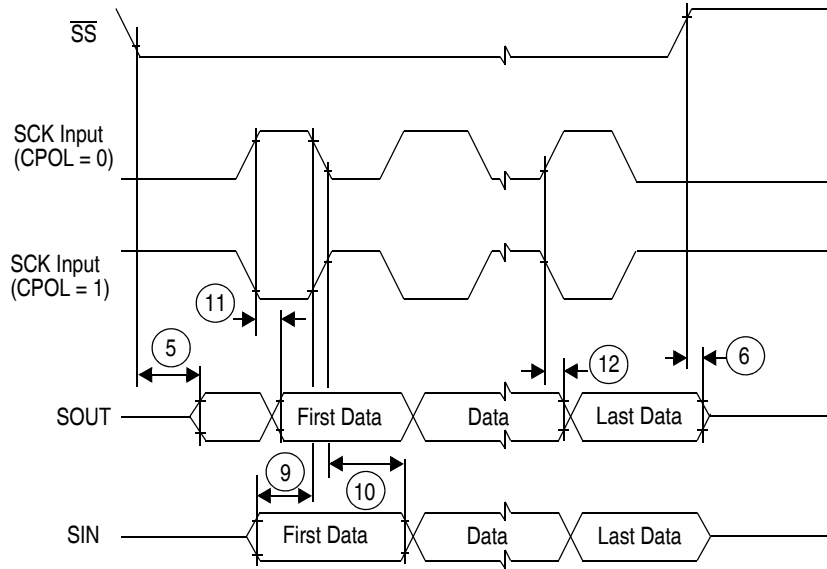 SS
SCK Input
(CPOL = 0)
SCK Input
(CPOL = 1)
11
5
12
6
SOUT
First Data
Data
Last Data
9
10
SIN
First Data
Data
Last Data